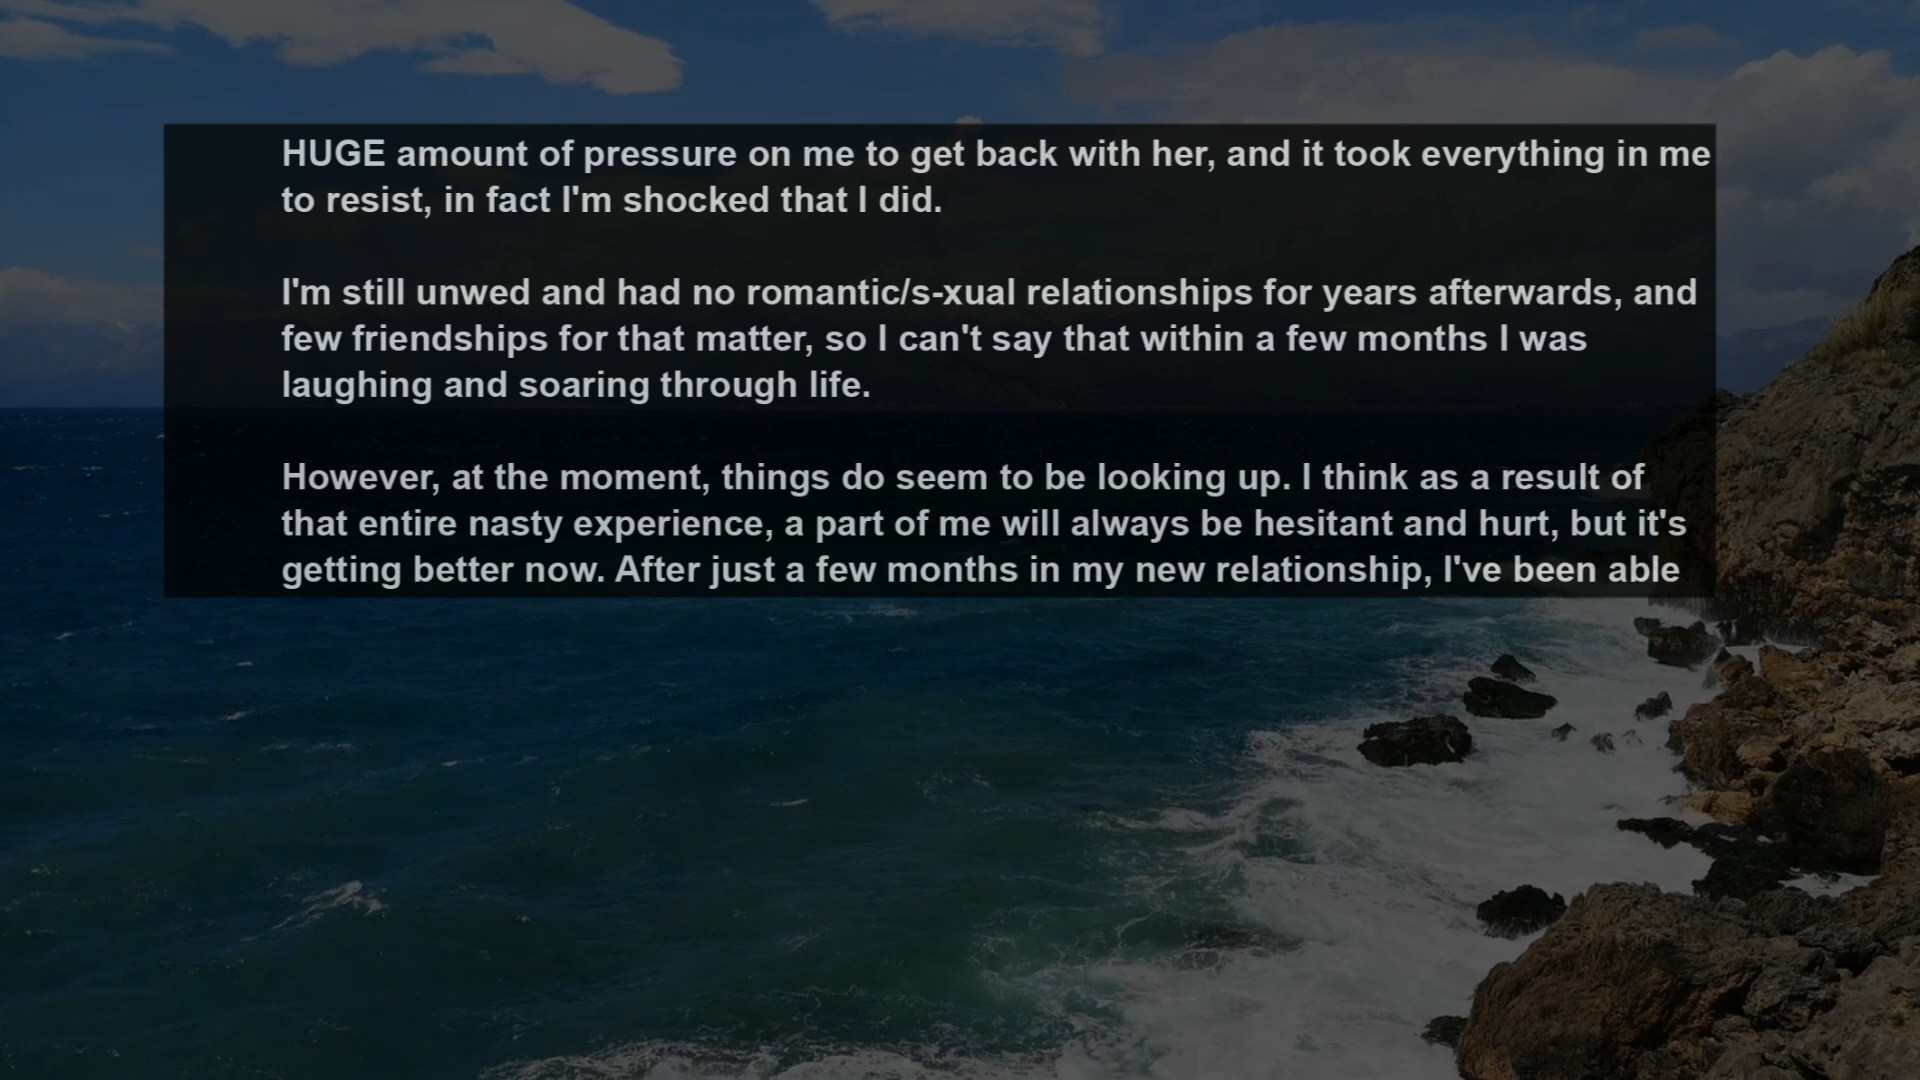 HUGE amount of pressure on me to get back with her, and it took everything in me
to resist, in fact I'm shocked that I did.
I'm still unwed and had no romantic/s-xual relationships for years afterwards, and
few friendships for that matter, so I can't say that within a few months I was
laughing and soaring through life.
However, at the moment, things do seem to be looking up. I think as a result of
that entire nasty experience, a part of me will always be hesitant and hurt, but it's
getting better now. After just a few months in my new relationship, I've been able